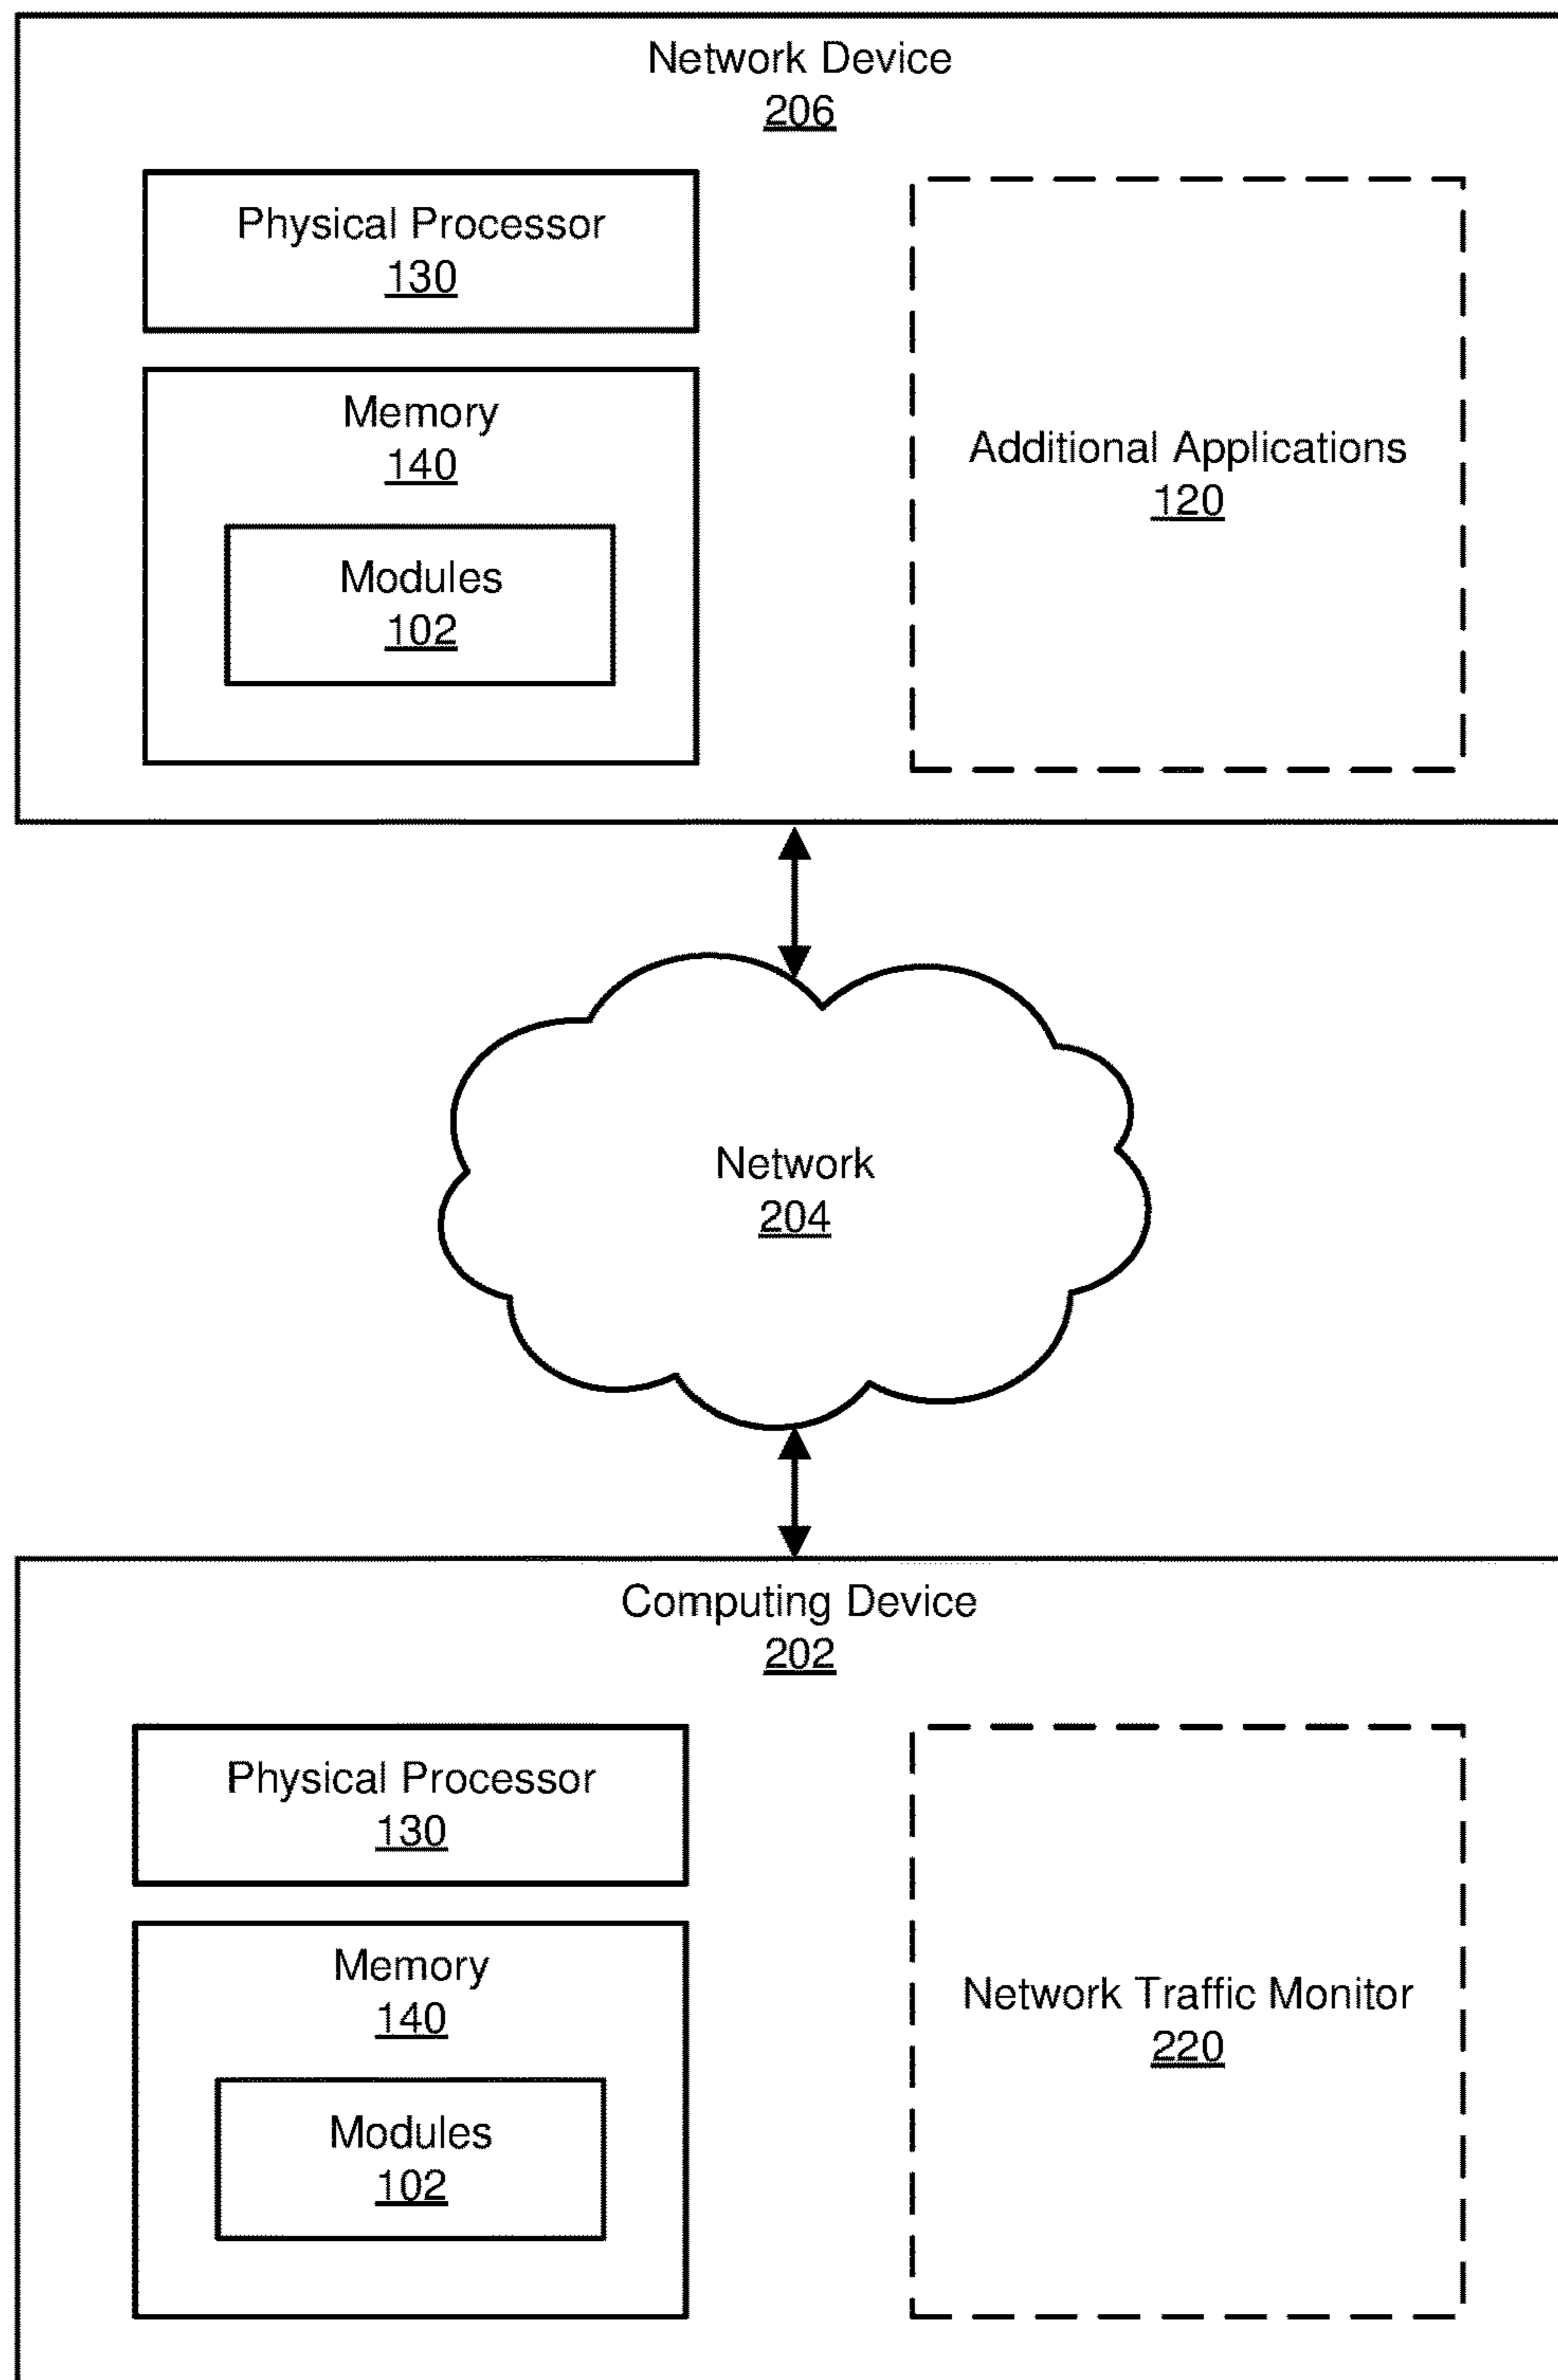 Network Device
206
Physical Processor
130
Memory
140
Modules
102
Additional Applications
120
Network
204
Computing Device
202
Physical Processor
130
Memory
140
Modules
102
Network Traffic Monitor
220